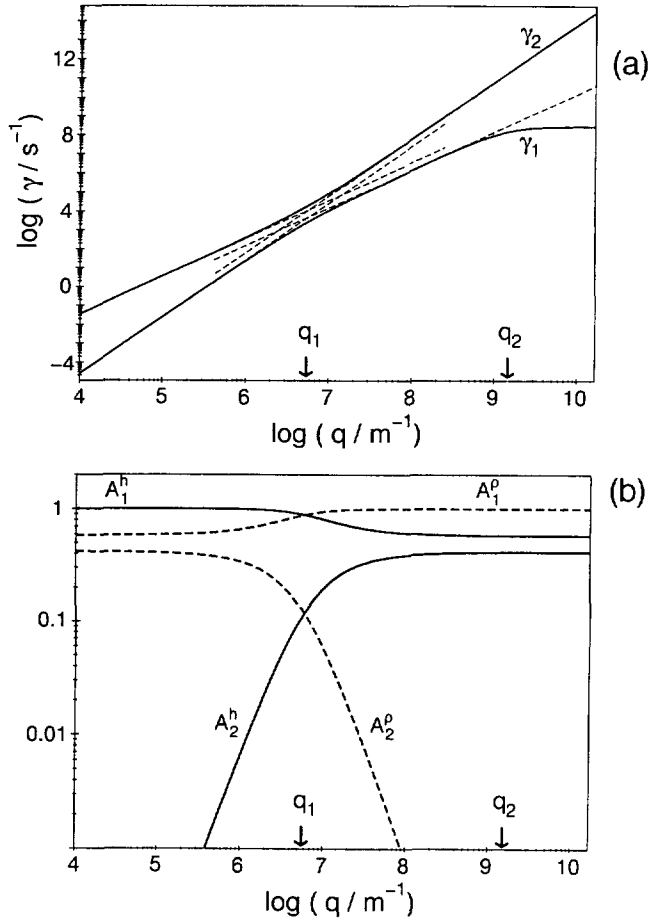 (a)
γ₂
γ₁
12
8
4
0
−4
log ( γ / s⁻¹ )
q₁
q₂
4 5 6 7 8 9 10
log ( q / m⁻¹ )
(b)
A₁ʰ
A₁ᵖ
1
0.1
0.01
A₂ʰ
A₂ᵖ
q₁
q₂
4 5 6 7 8 9 10
log ( q / m⁻¹ )